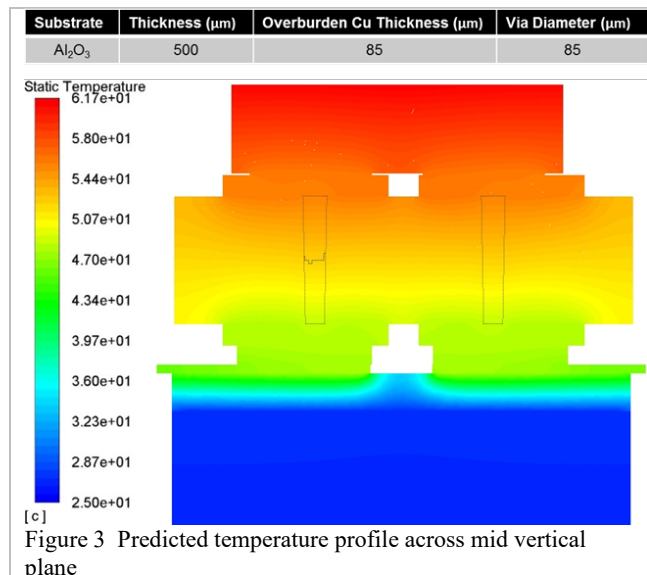 Substrate Thickness (µm) Overburden Cu Thickness (µm) Via Diameter (µm)
Al₂O₃ 500 85 85
Static Temperature
6.17e+01
5.80e+01
5.44e+01
5.07e+01
4.70e+01
4.34e+01
3.97e+01
3.60e+01
3.23e+01
2.87e+01
2.50e+01
[c]
Figure 3 Predicted temperature profile across mid vertical
plane